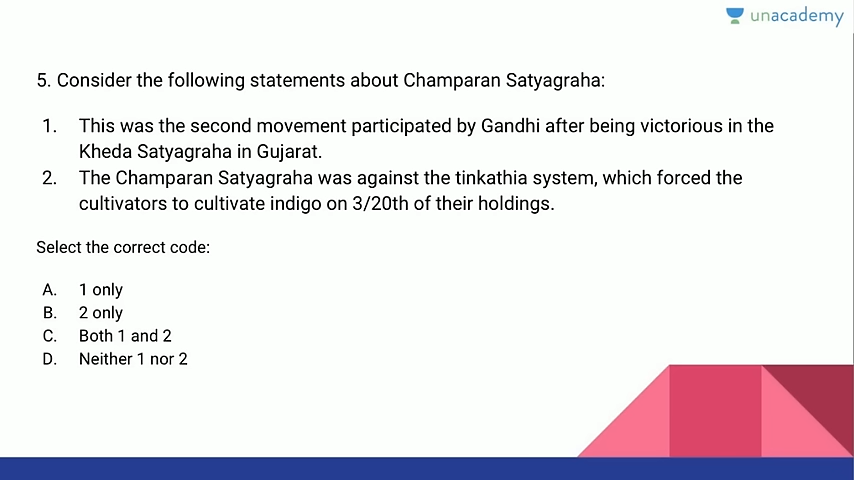 unacademy
5. Consider the following statements about Champaran Satyagraha:
1. This was the second movement participated by Gandhi after being victorious in the
Kheda Satyagraha in Gujarat.
2. The Champaran Satyagraha was against the tinkathia system, which forced the
cultivators to cultivate indigo on 3/20th of their holdings.
Select the correct code:
A. 1 only
B. 2 only
C. Both 1 and 2
D. Neither 1 nor 2